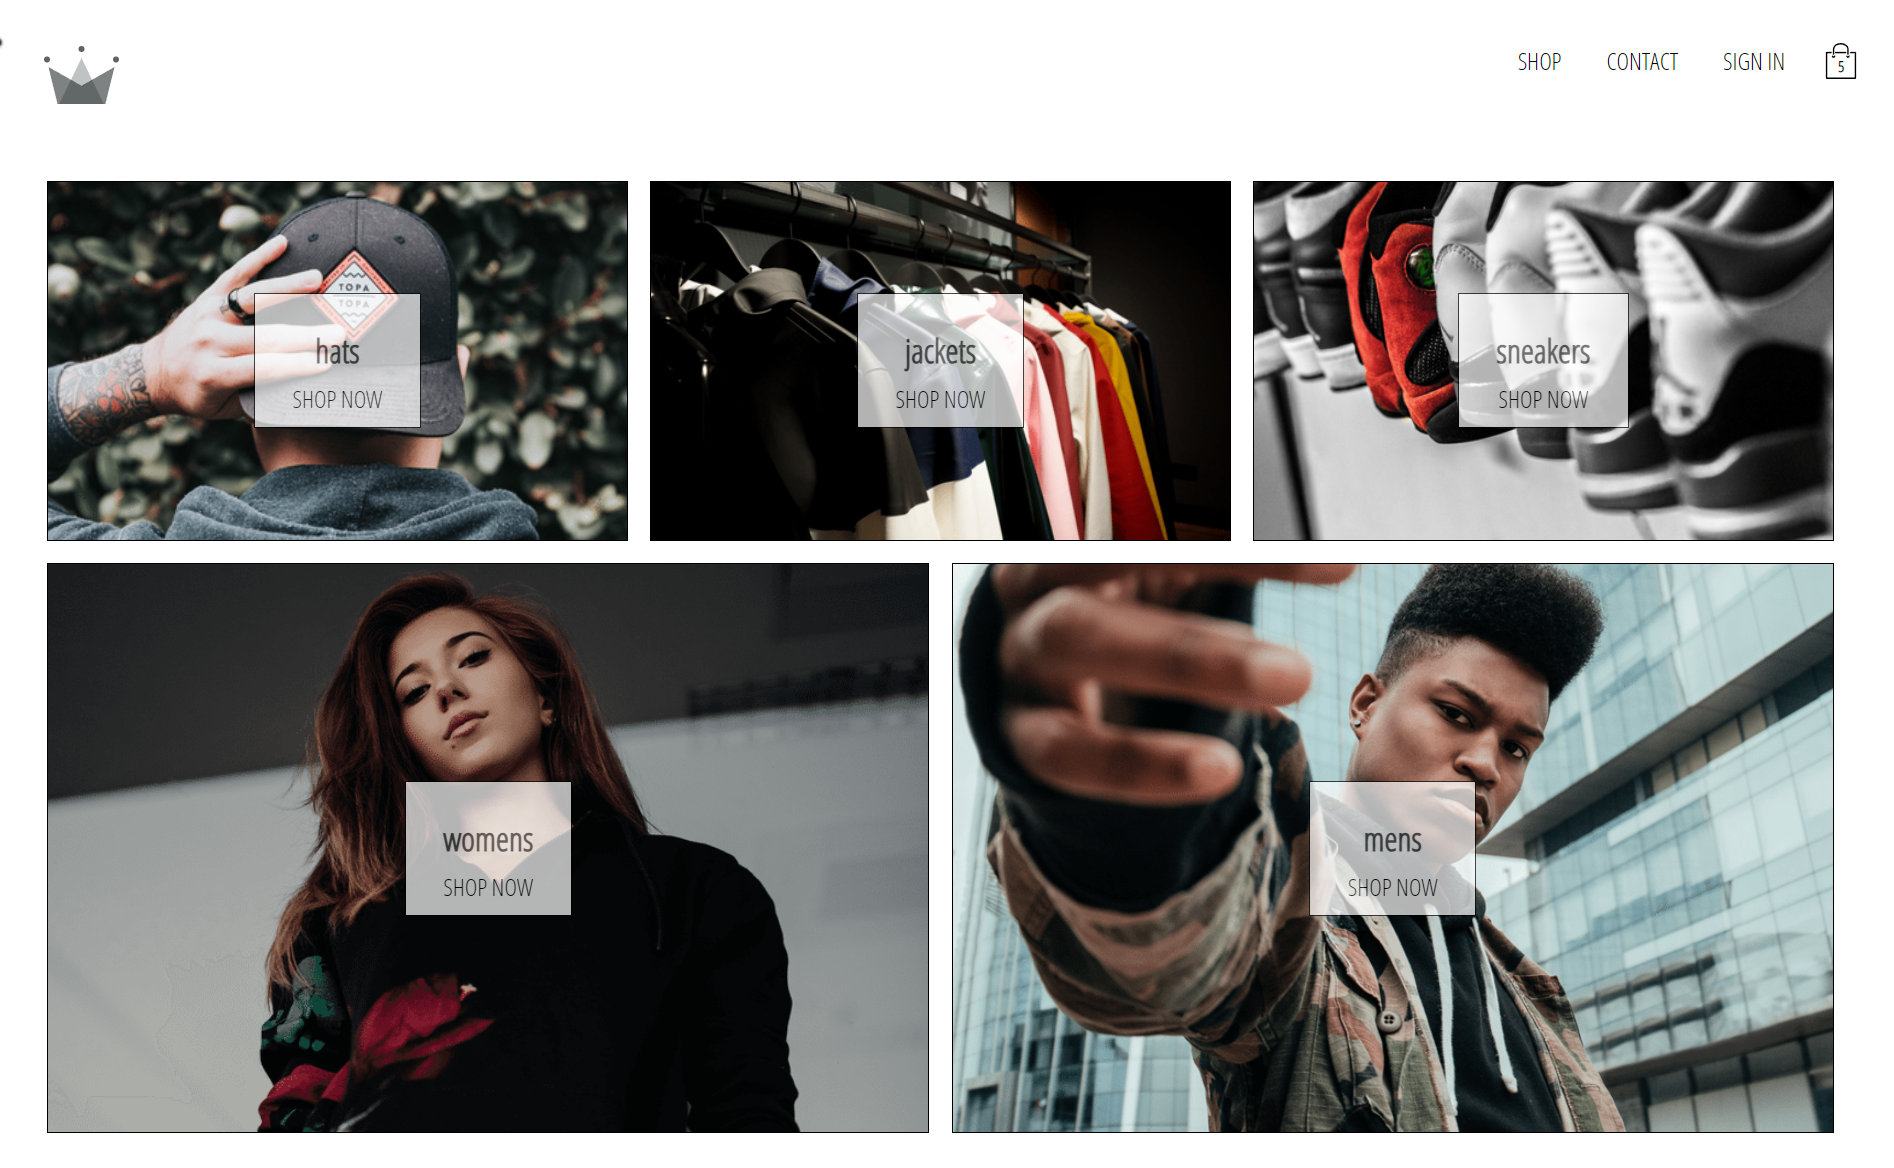 SHOP
CONTACT
SIGN IN
5
TOPA
TOPA
hats
SHOP NOW
jackets
SHOP NOW
sneakers
SHOP NOW
womens
SHOP NOW
mens
SHOP NOW